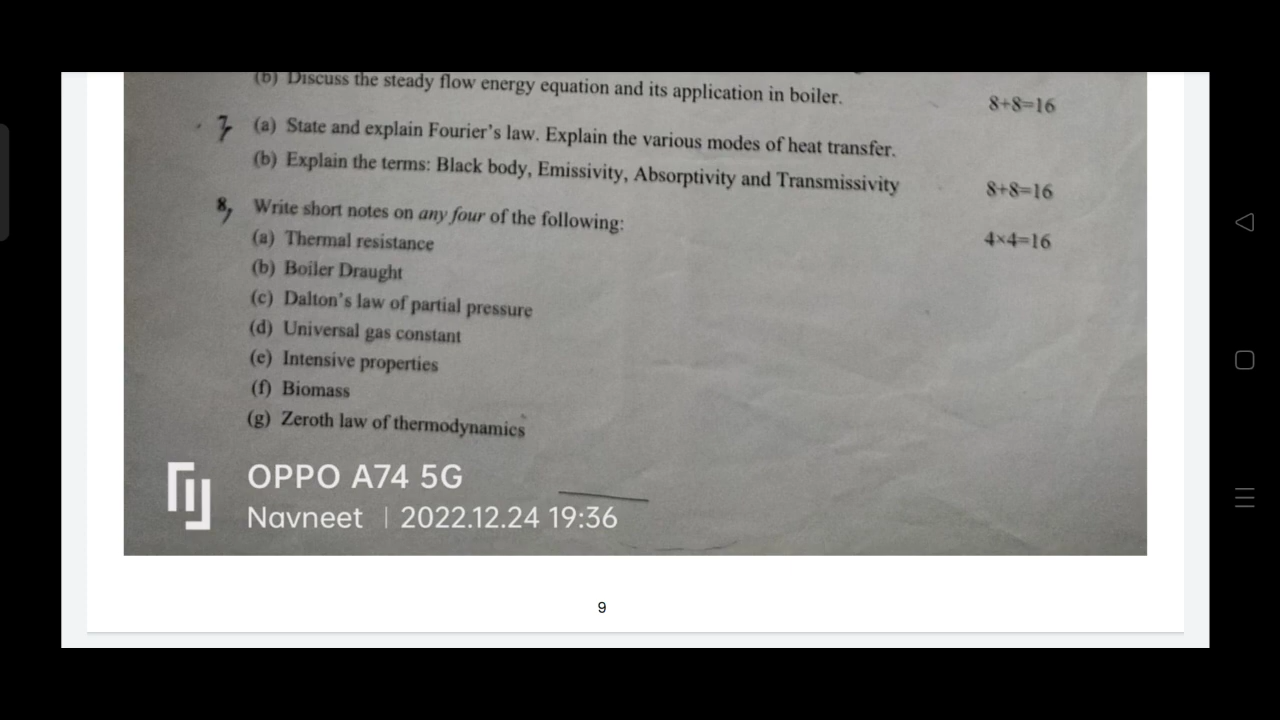 (b) Discuss the steady flow energy equation and its application in boiler.
8+8=16
7, (a) State and explain Fourier's law. Explain the various modes of heat transfer.
(b) Explain the terms: Black body, Emissivity, Absorptivity and Transmissivity
8+8=16
8, Write short notes on any four of the following:
4×4=16
(a) Thermal resistance
(b) Boiler Draught
(c) Dalton's law of partial pressure
(d) Universal gas constant
(e) Intensive properties
(f) Biomass
(g) Zeroth law of thermodynamics
OPPO A74 5G
Navneet | 2022.12.24 19:36
9